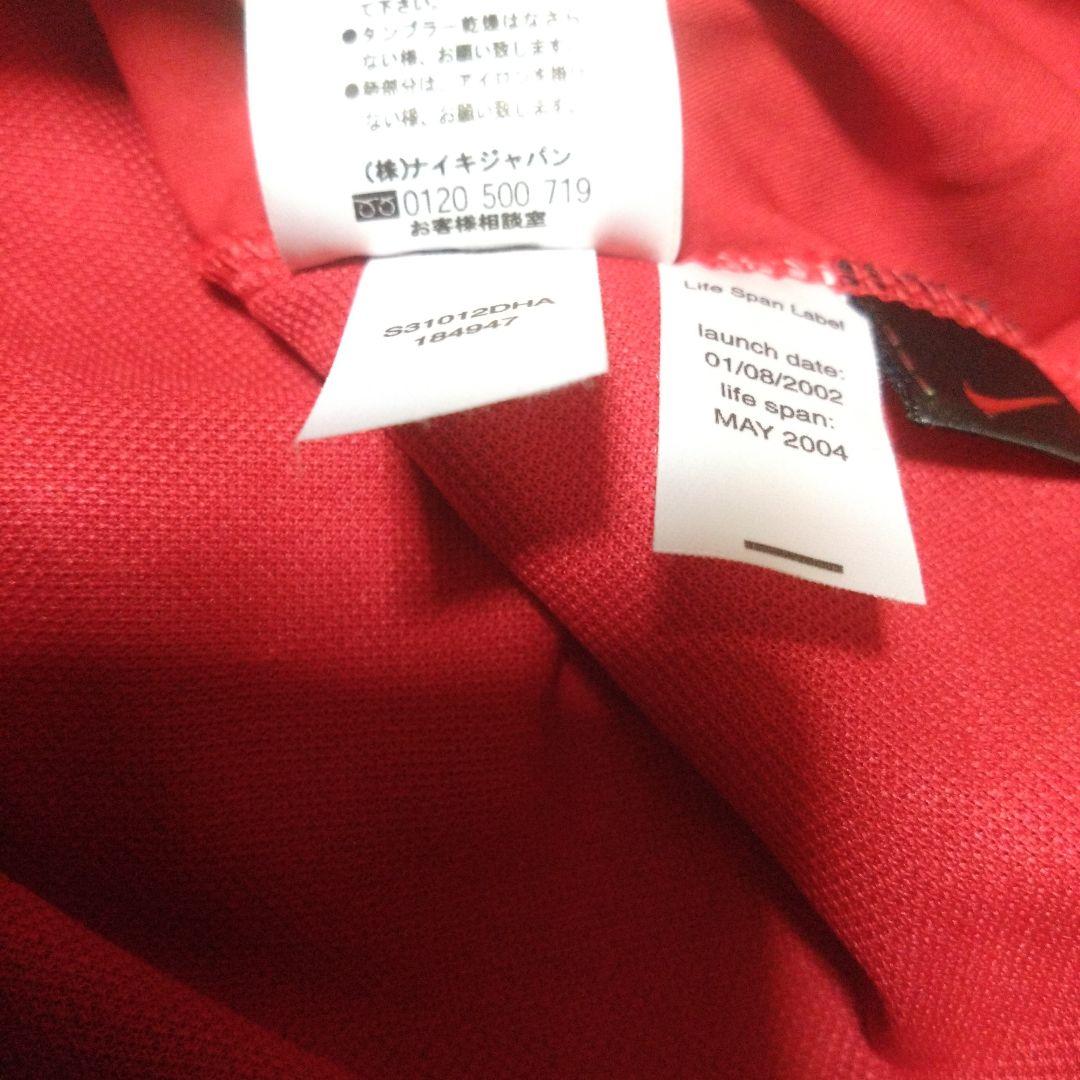 て下さい。
●タンブラー乾燥はなさら
ない様、お願い致します。
●飾部分は、アイロンを掛け
ない様、お願い致します。
(株)ナイキジャパン
0120 500 719
お客様相談室
S31012DHA
184947
Life Span Label
launch date:
01/08/2002
life span:
MAY 2004